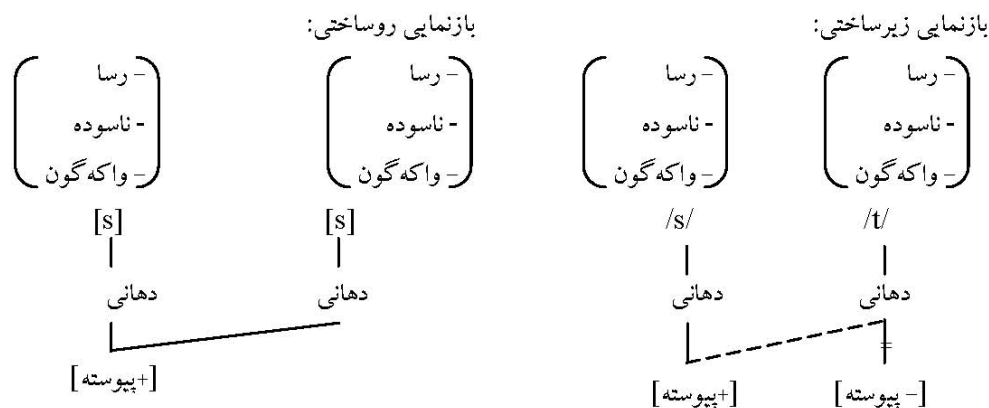 بازنمایی زیرساختی: بازنمایی روساختی:
– رسا – رسا – رسا – رسا
- ناسوده - ناسوده - ناسوده - ناسوده
– واکه‌گون – واکه‌گون – واکه‌گون – واکه‌گون
/t/ /s/ [s] [s]
دهانی دهانی دهانی دهانی
[– پیوسته] [+پیوسته] [+پیوسته]